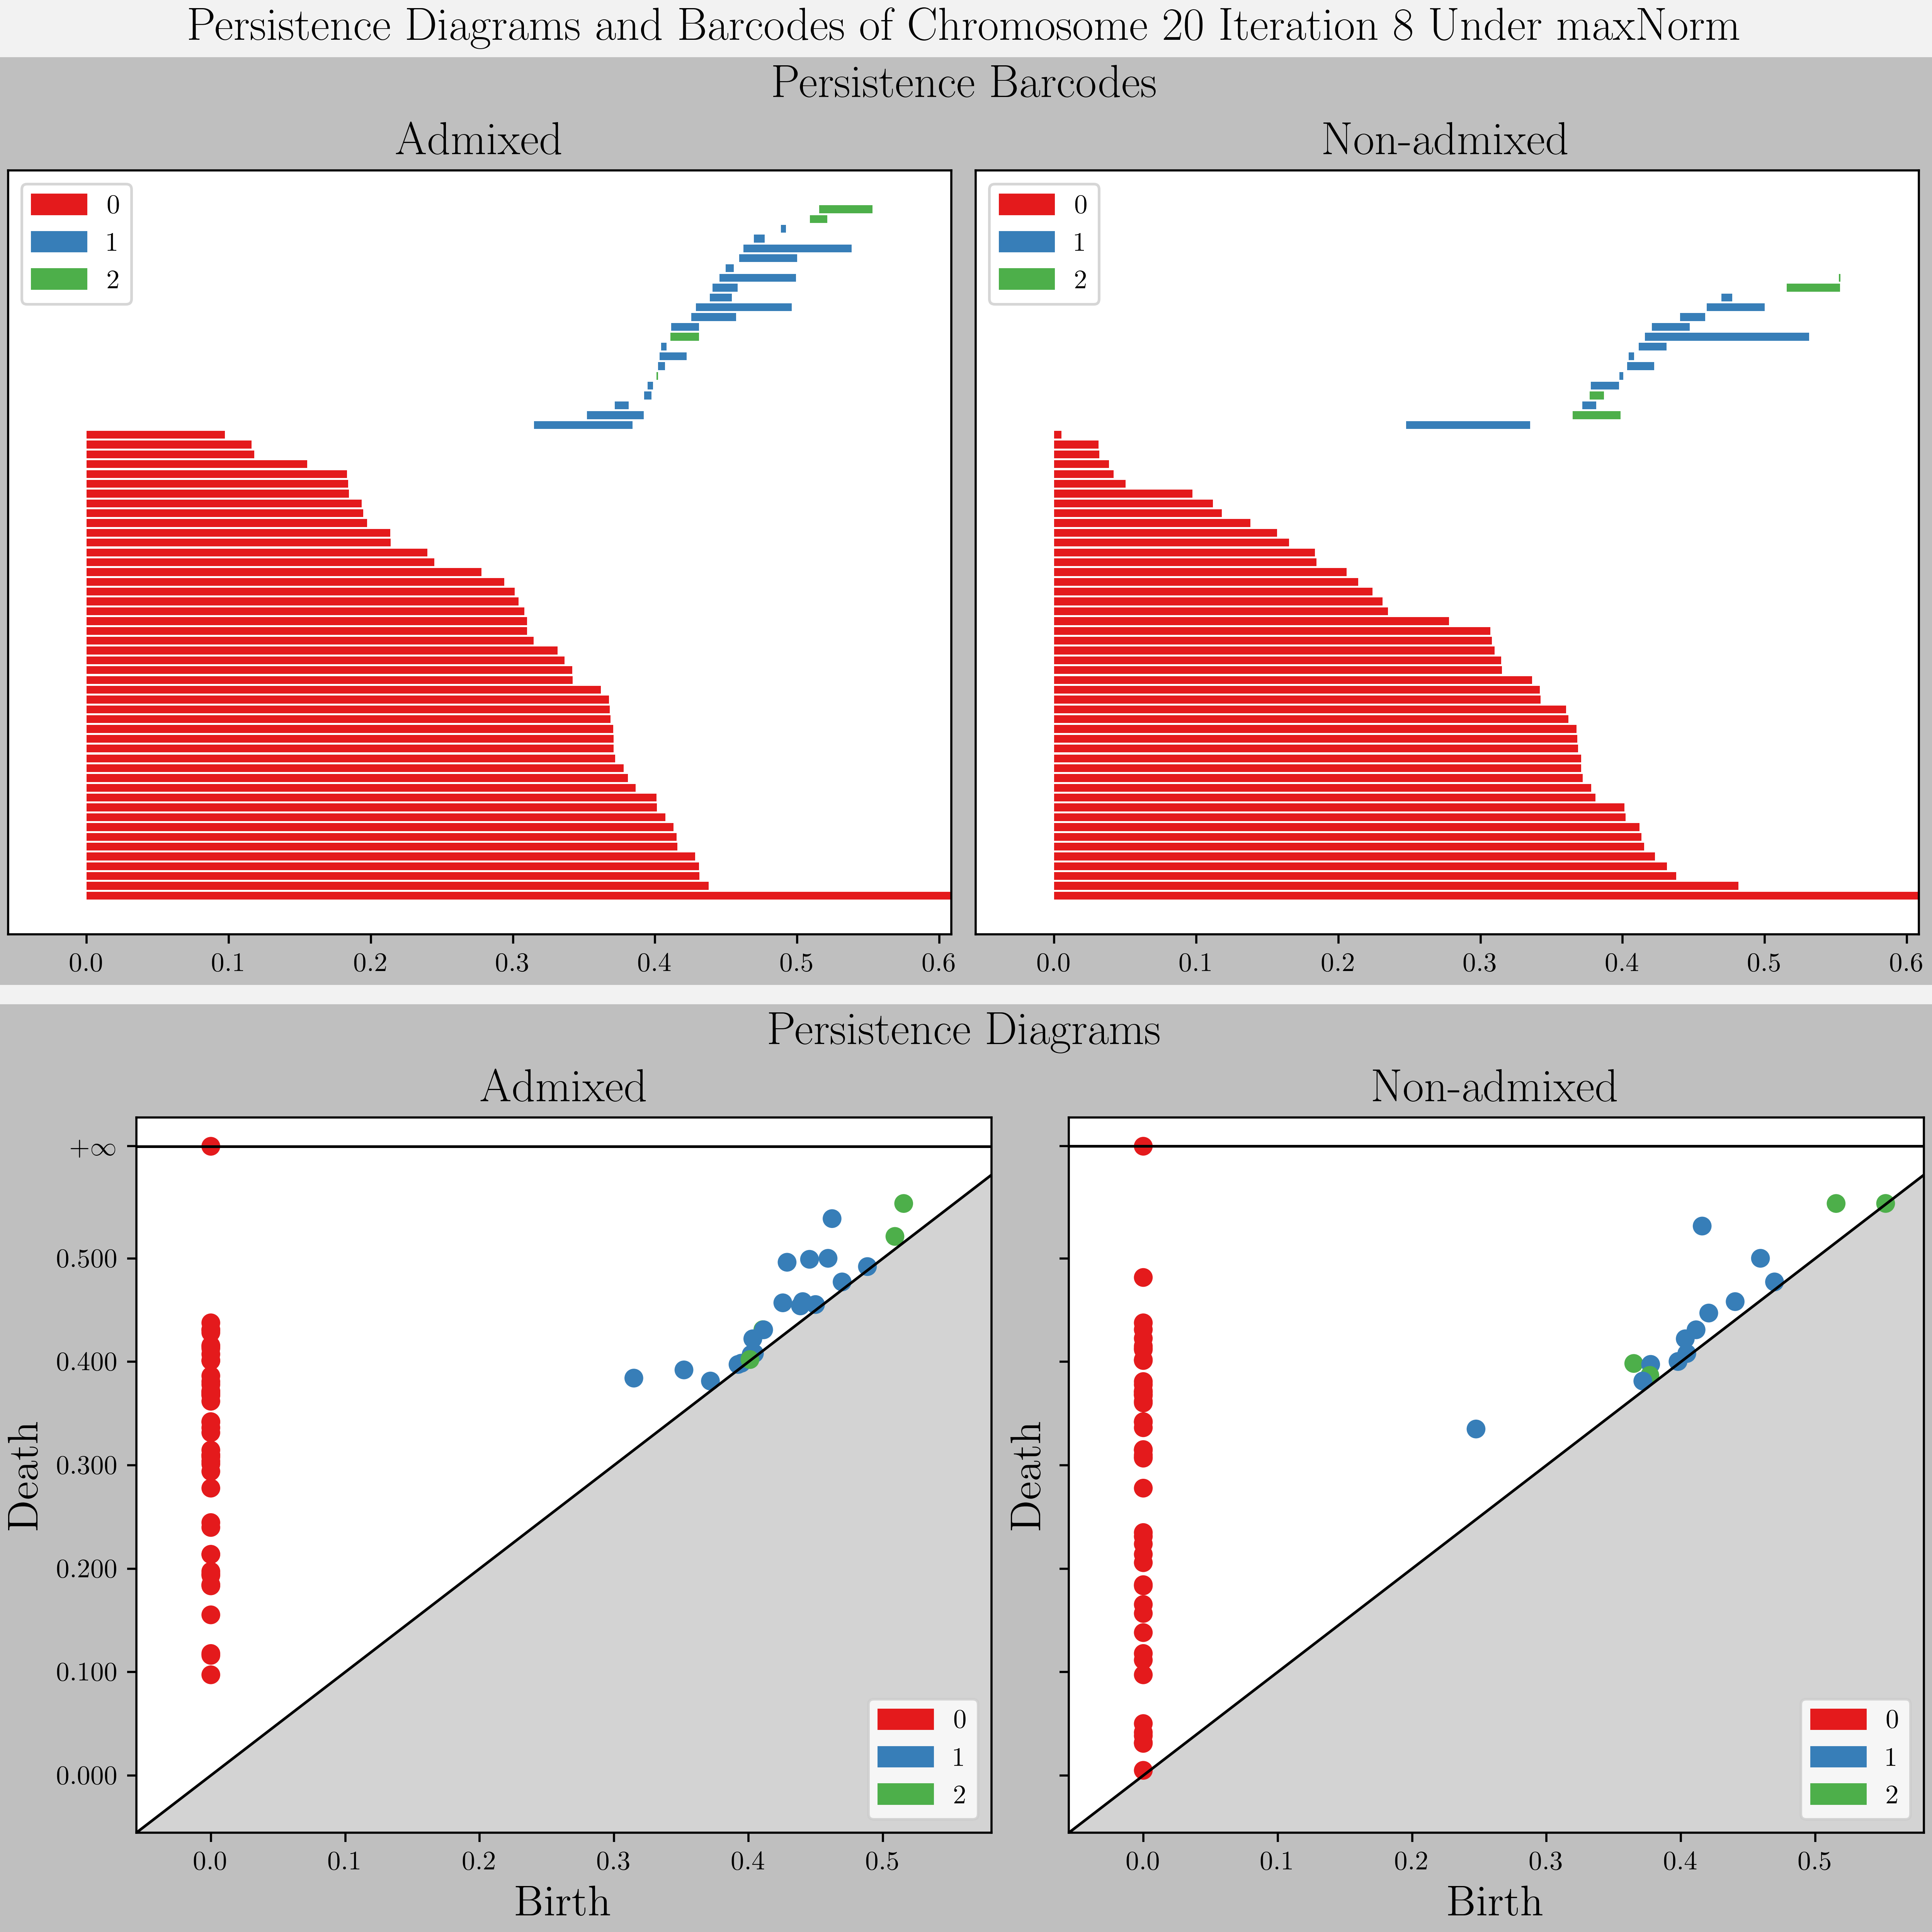 Persistence Diagrams and Barcodes of Chromosome 20 Iteration 8 Under maxNorm
Persistence Barcodes
Admixed
0
1
2
0.0 0.1 0.2 0.3 0.4 0.5 0.6
Non-admixed
0
1
2
0.0 0.1 0.2 0.3 0.4 0.5 0.6
Persistence Diagrams
Admixed
+∞
0.500
0.400
0.300
0.200
0.100
0.000
Death
0
1
2
0.0 0.1 0.2 0.3 0.4 0.5
Birth
Non-admixed
Death
0
1
2
0.0 0.1 0.2 0.3 0.4 0.5
Birth